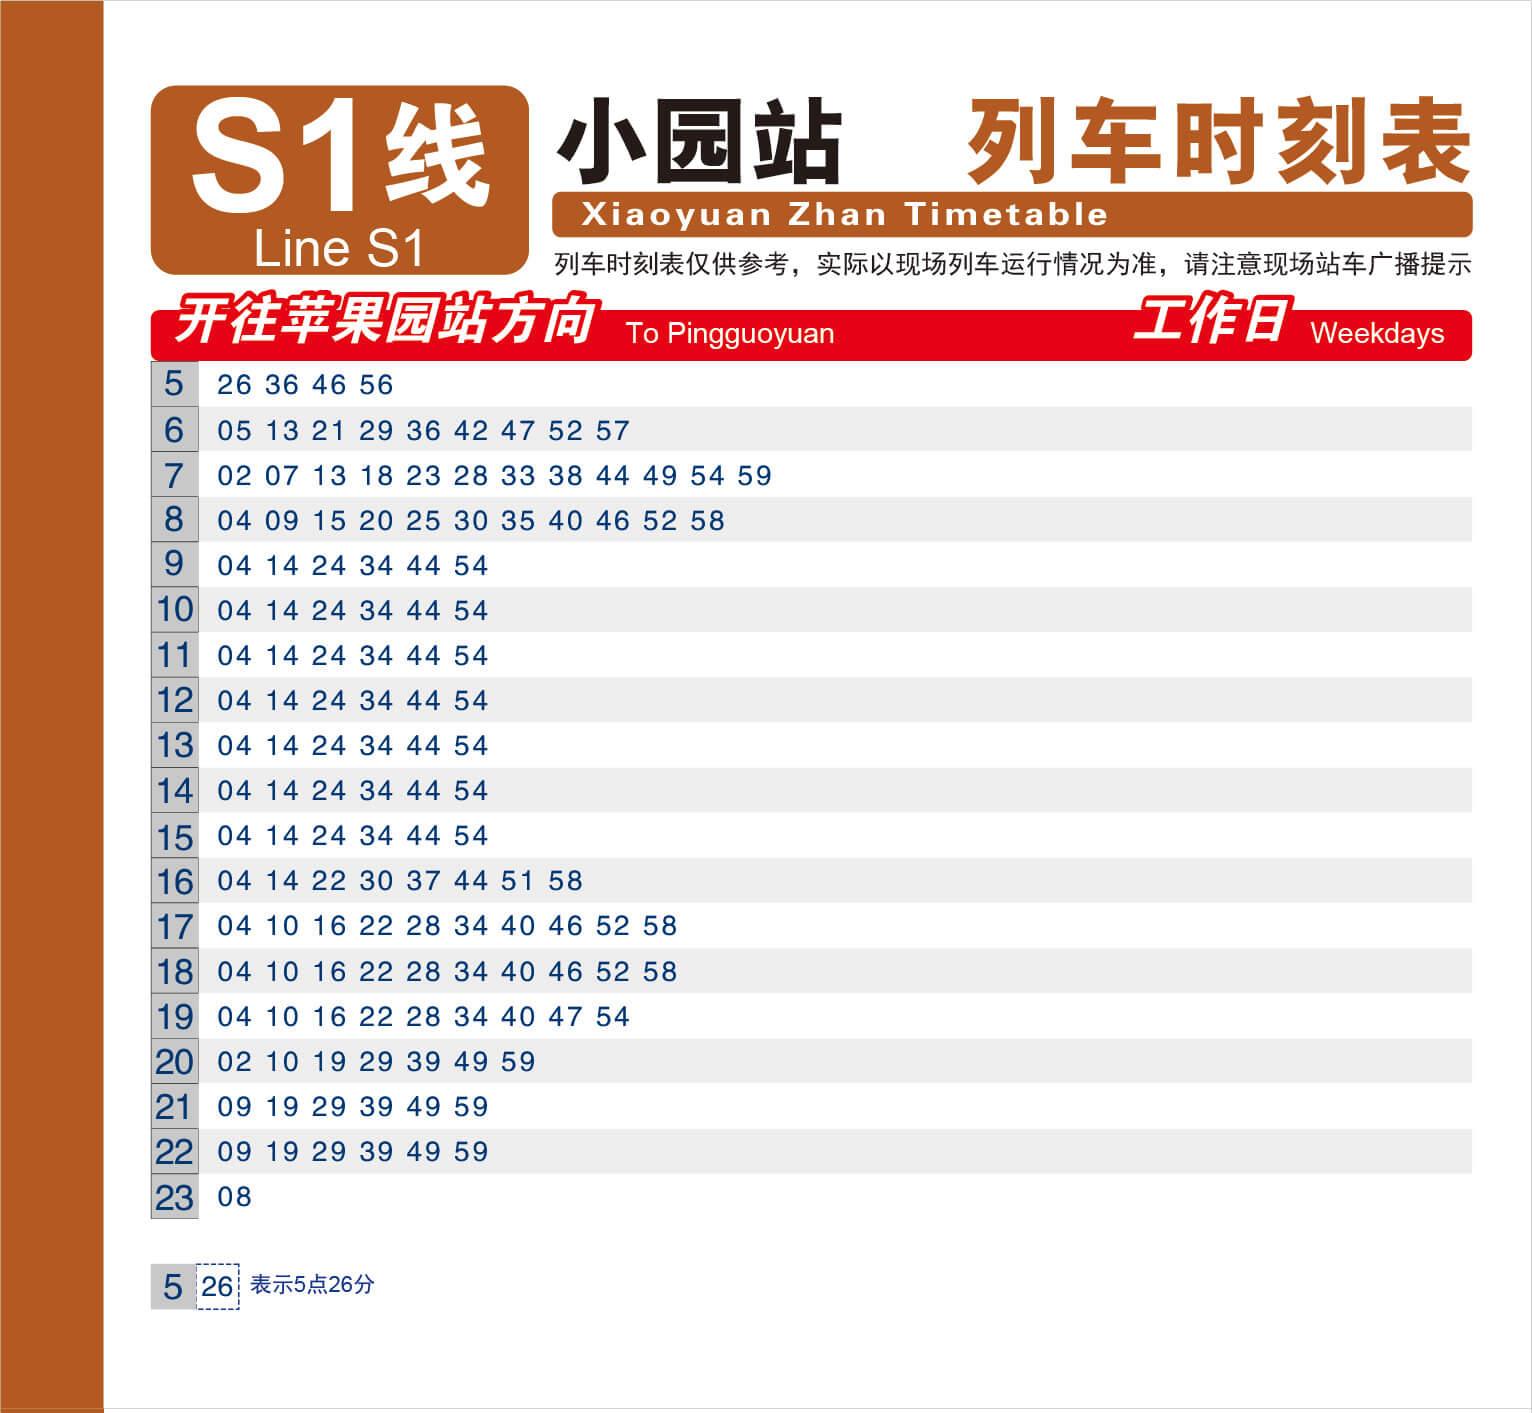 S1线
Line S1
小园站 列车时刻表
Xiaoyuan Zhan Timetable
列车时刻表仅供参考，实际以现场列车运行情况为准，请注意现场站车广播提示
开往苹果园站方向 To Pingguoyuan 工作日 Weekdays
5 26 36 46 56
6 05 13 21 29 36 42 47 52 57
7 02 07 13 18 23 28 33 38 44 49 54 59
8 04 09 15 20 25 30 35 40 46 52 58
9 04 14 24 34 44 54
10 04 14 24 34 44 54
11 04 14 24 34 44 54
12 04 14 24 34 44 54
13 04 14 24 34 44 54
14 04 14 24 34 44 54
15 04 14 24 34 44 54
16 04 14 22 30 37 44 51 58
17 04 10 16 22 28 34 40 46 52 58
18 04 10 16 22 28 34 40 46 52 58
19 04 10 16 22 28 34 40 47 54
20 02 10 19 29 39 49 59
21 09 19 29 39 49 59
22 09 19 29 39 49 59
23 08
5 26 表示5点26分